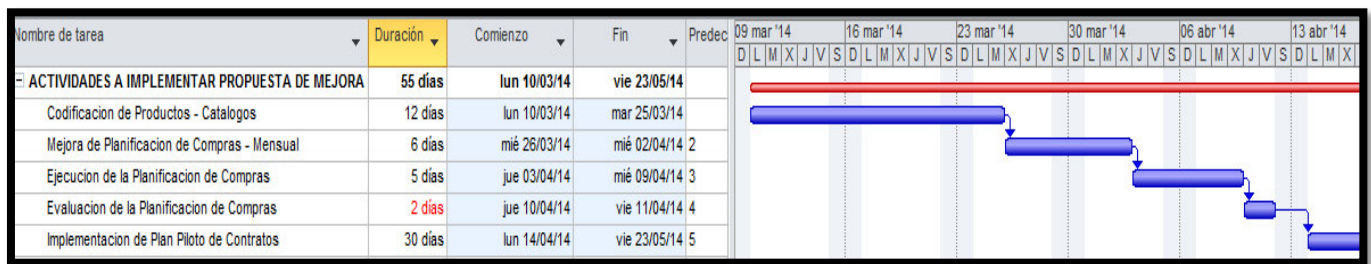 Nombre de tarea Duración Comienzo Fin Predec 09 mar '14 16 mar '14 23 mar '14 30 mar '14 06 abr '14 13 abr '14
D L M X J V S D L M X J V S D L M X J V S D L M X J V S D L M X J V S D L M X
ACTIVIDADES A IMPLEMENTAR PROPUESTA DE MEJORA 55 días lun 10/03/14 vie 23/05/14
Codificacion de Productos - Catalogos 12 días lun 10/03/14 mar 25/03/14
Mejora de Planificacion de Compras - Mensual 6 días mié 26/03/14 mié 02/04/14 2
Ejecucion de la Planificacion de Compras 5 días jue 03/04/14 mié 09/04/14 3
Evaluacion de la Planificacion de Compras 2 días jue 10/04/14 vie 11/04/14 4
Implementacion de Plan Piloto de Contratos 30 días lun 14/04/14 vie 23/05/14 5